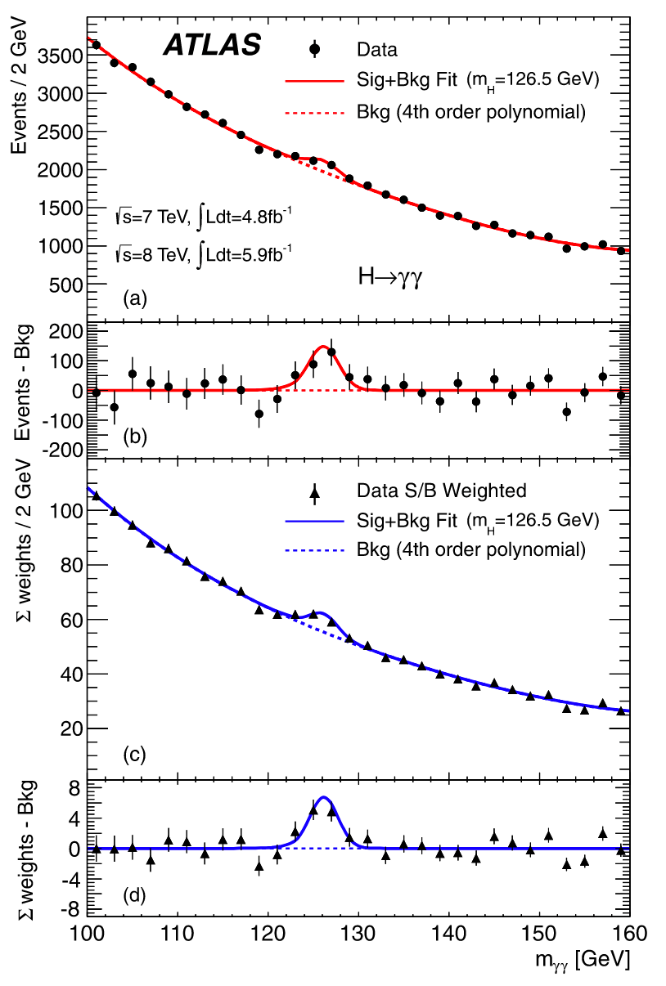 ATLAS
Data
Sig+Bkg Fit (m_H=126.5 GeV)
Bkg (4th order polynomial)
Events / 2 GeV
3500
3000
2500
2000
1500
1000
500
√s=7 TeV, ∫Ldt=4.8fb⁻¹
√s=8 TeV, ∫Ldt=5.9fb⁻¹
H→γγ
(a)
Events - Bkg
200
100
0
-100
-200
(b)
Σ weights / 2 GeV
100
80
60
40
20
Data S/B Weighted
Sig+Bkg Fit (m_H=126.5 GeV)
Bkg (4th order polynomial)
(c)
Σ weights - Bkg
8
4
0
-4
-8
(d)
100 110 120 130 140 150 160
m_γγ [GeV]